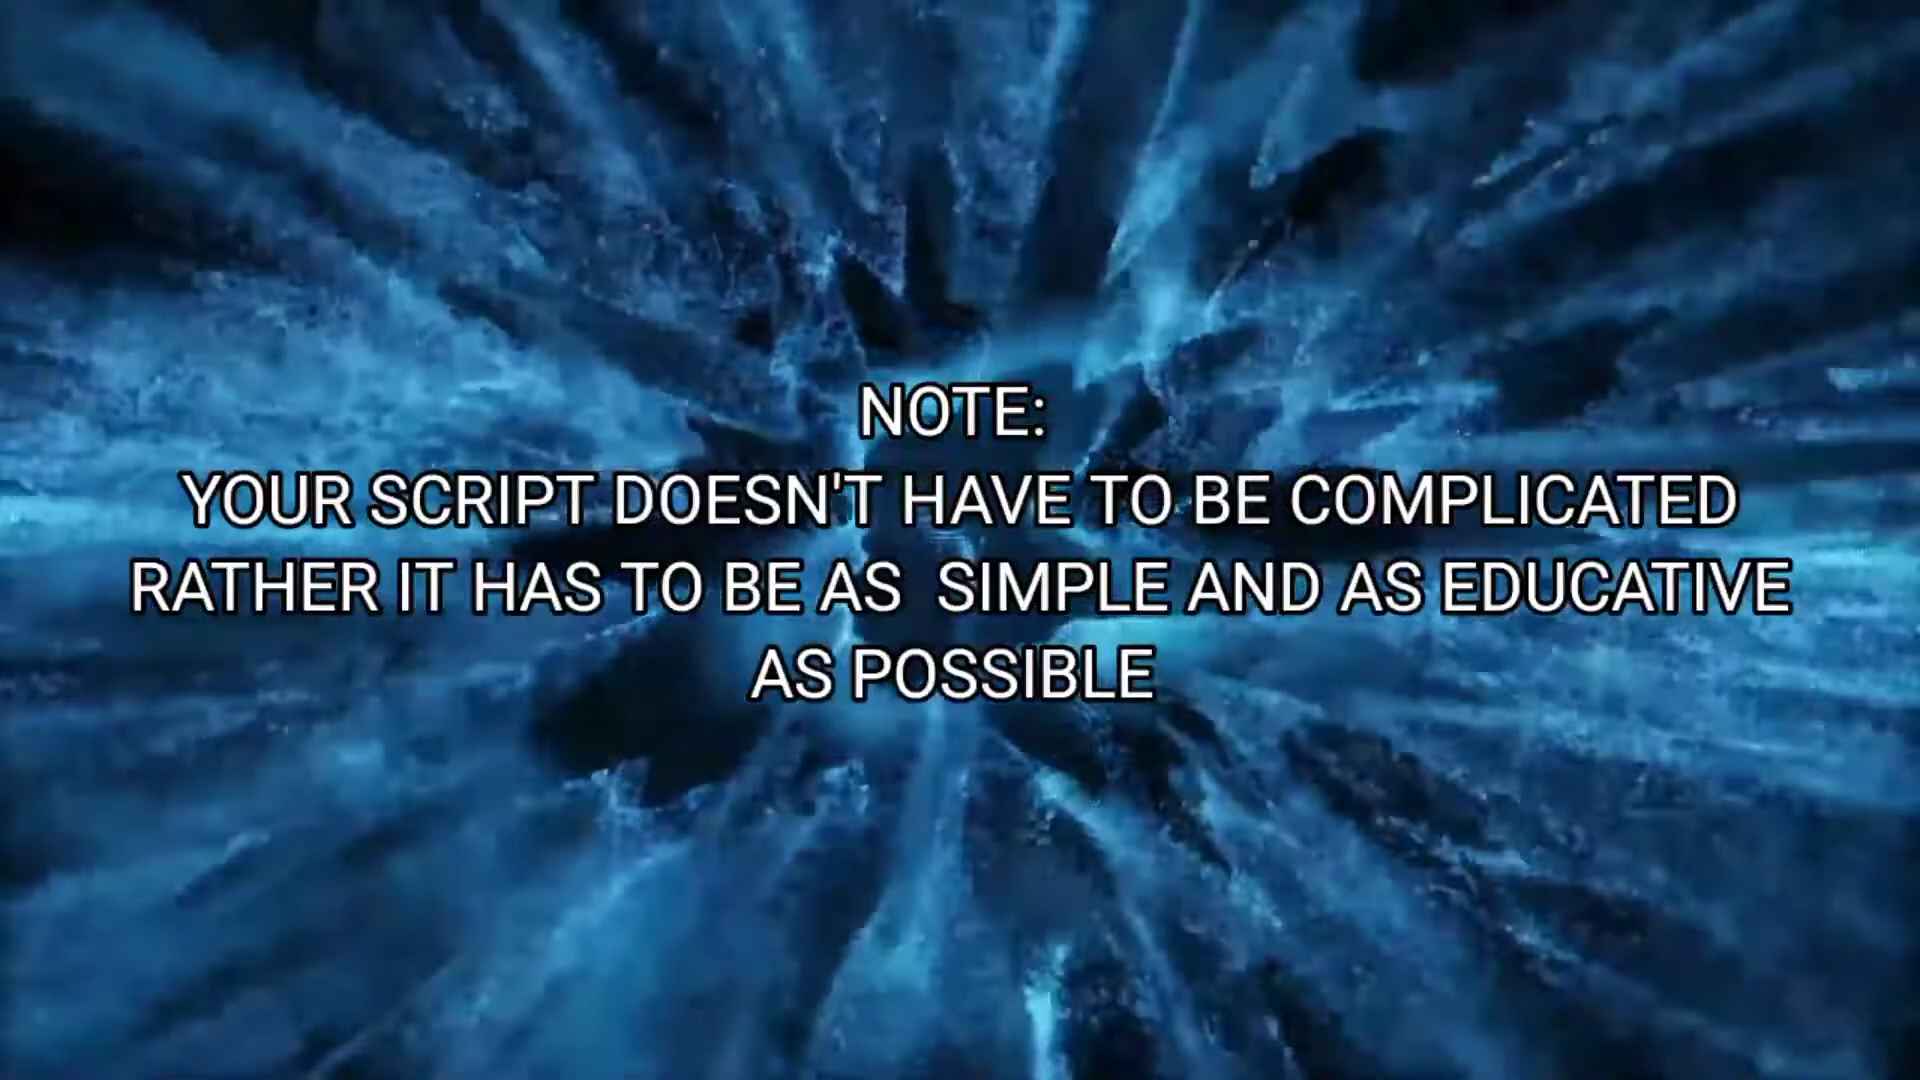 NOTE:
YOUR SCRIPT DOESN'T HAVE TO BE COMPLICATED
RATHER IT HAS TO BE AS  SIMPLE AND AS EDUCATIVE
AS POSSIBLE